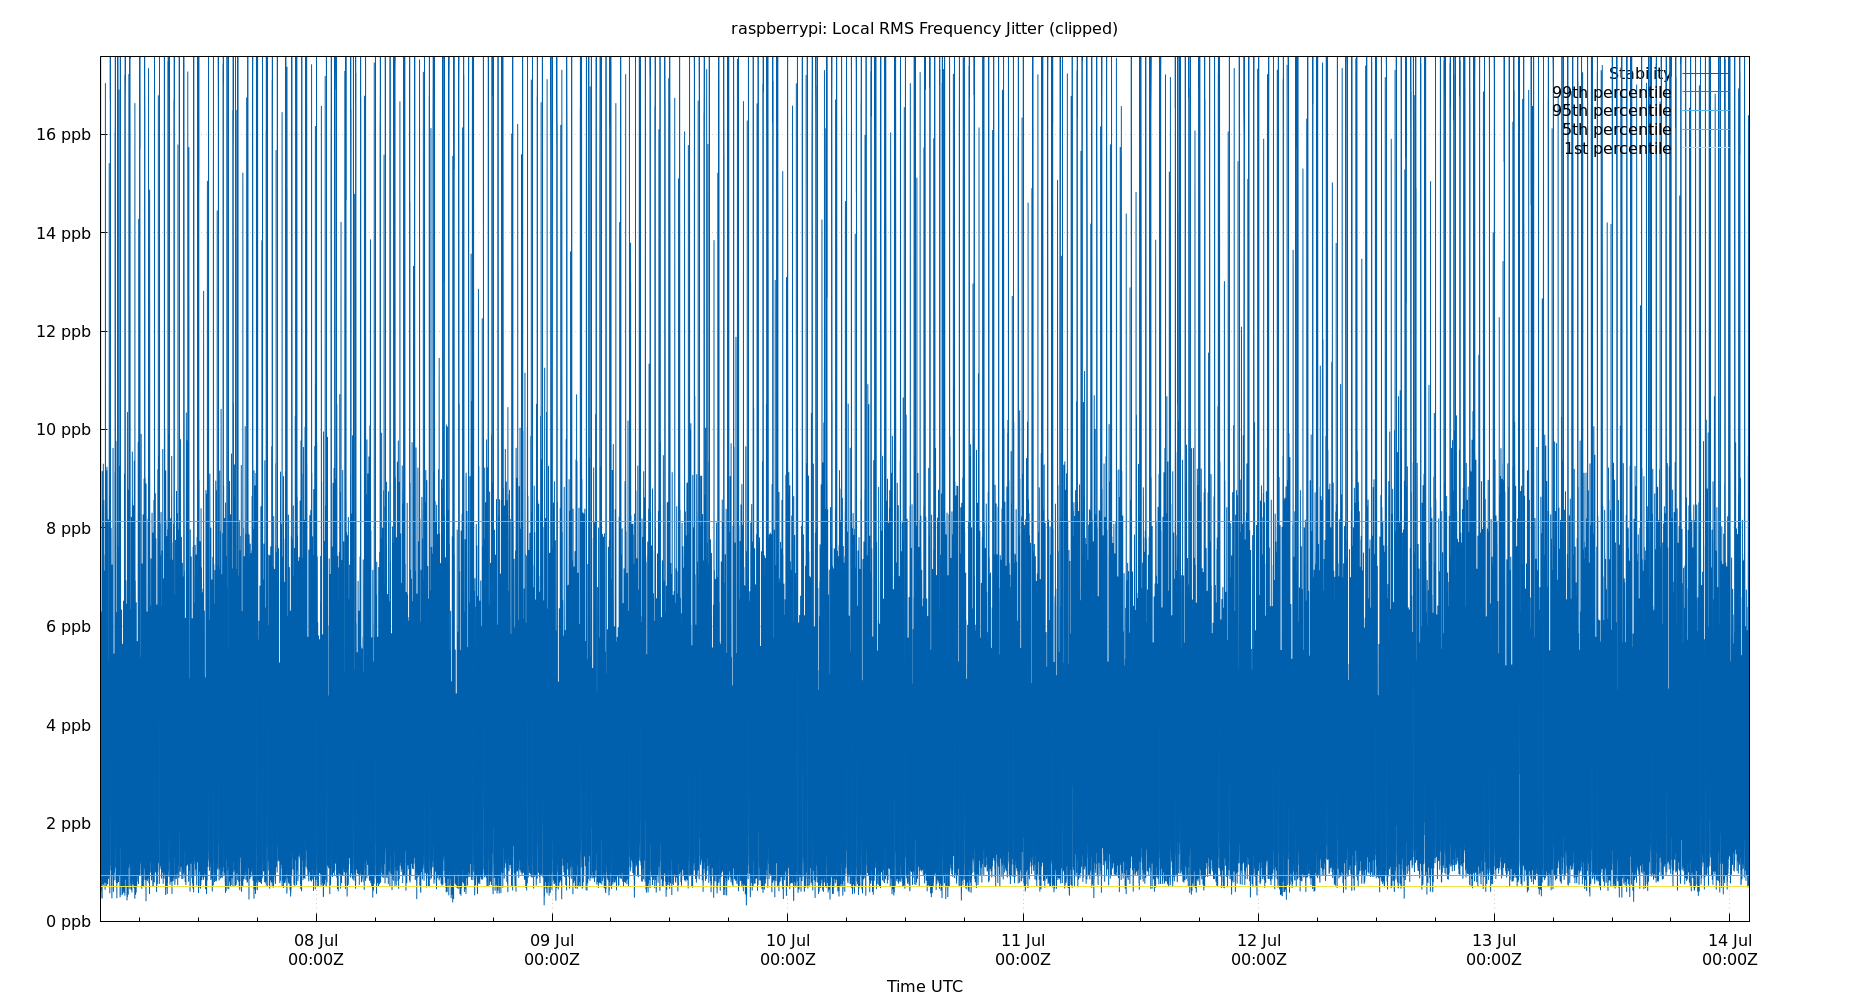 raspberrypi: Local RMS Frequency Jitter (clipped)
Stability
99th percentile
95th percentile
5th percentile
1st percentile
16 ppb
14 ppb
12 ppb
10 ppb
8 ppb
6 ppb
4 ppb
2 ppb
0 ppb
08 Jul 09 Jul 10 Jul 11 Jul 12 Jul 13 Jul 14 Jul
00:00Z 00:00Z 00:00Z 00:00Z 00:00Z 00:00Z 00:00Z
Time UTC